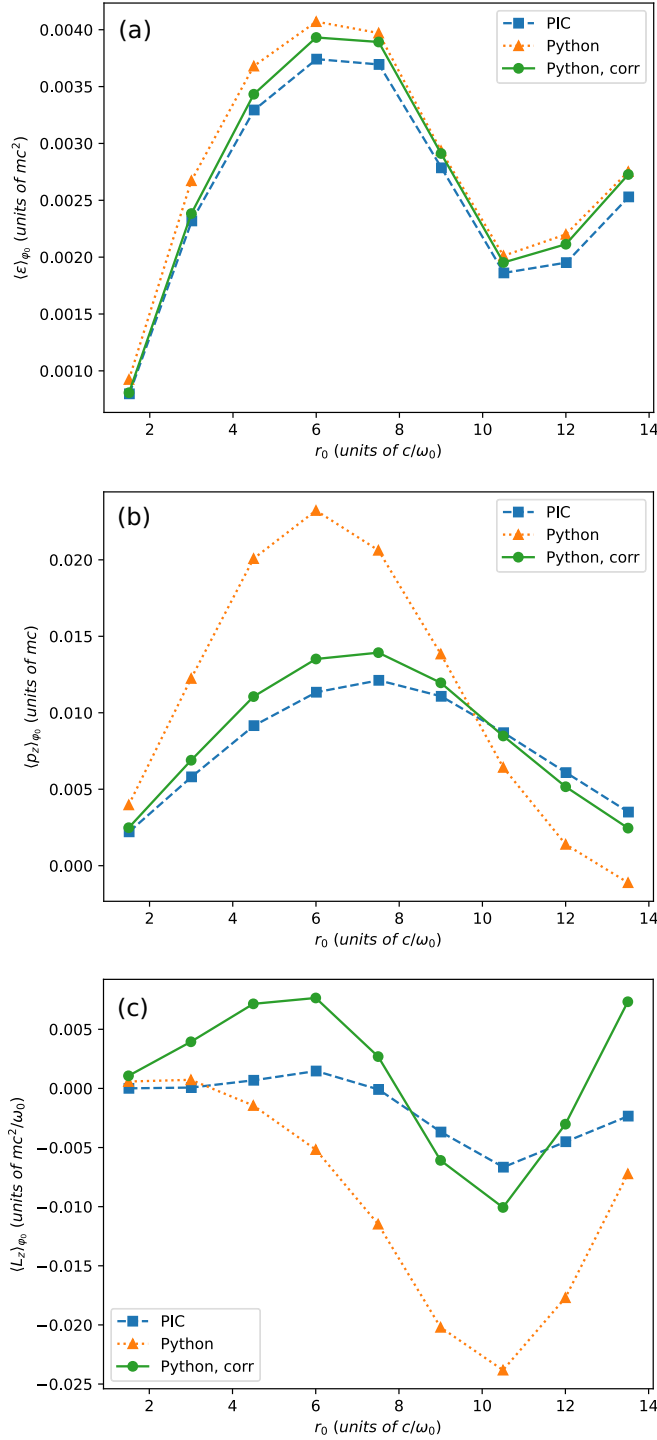 (a)
PIC
Python
Python, corr
0.0040
0.0035
0.0030
0.0025
0.0020
0.0015
0.0010
⟨ε⟩φ₀ (units of mc²)
2 4 6 8 10 12 14
r₀ (units of c/ω₀)
(b)
PIC
Python
Python, corr
0.020
0.015
0.010
0.005
0.000
⟨p_z⟩φ₀ (units of mc)
2 4 6 8 10 12 14
r₀ (units of c/ω₀)
(c)
0.005
0.000
−0.005
−0.010
−0.015
−0.020
−0.025
⟨L_z⟩φ₀ (units of mc²/ω₀)
PIC
Python
Python, corr
2 4 6 8 10 12 14
r₀ (units of c/ω₀)